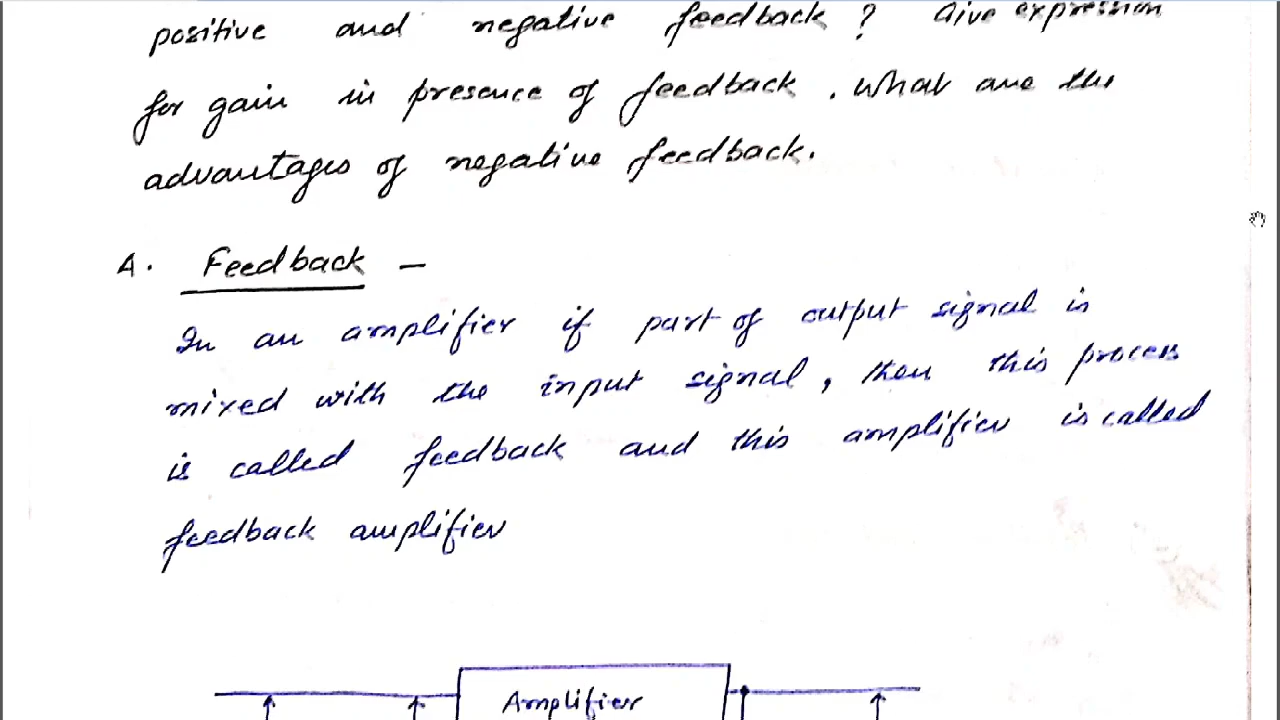 positive and negative feedback ? Give expression
for gain in presence of feedback . What are the
advantages of negative feedback.
A. Feedback –
In an amplifier if part of output signal is
mixed with the input signal, then this process
is called feedback and this amplifier is called
feedback amplifier
Amplifier